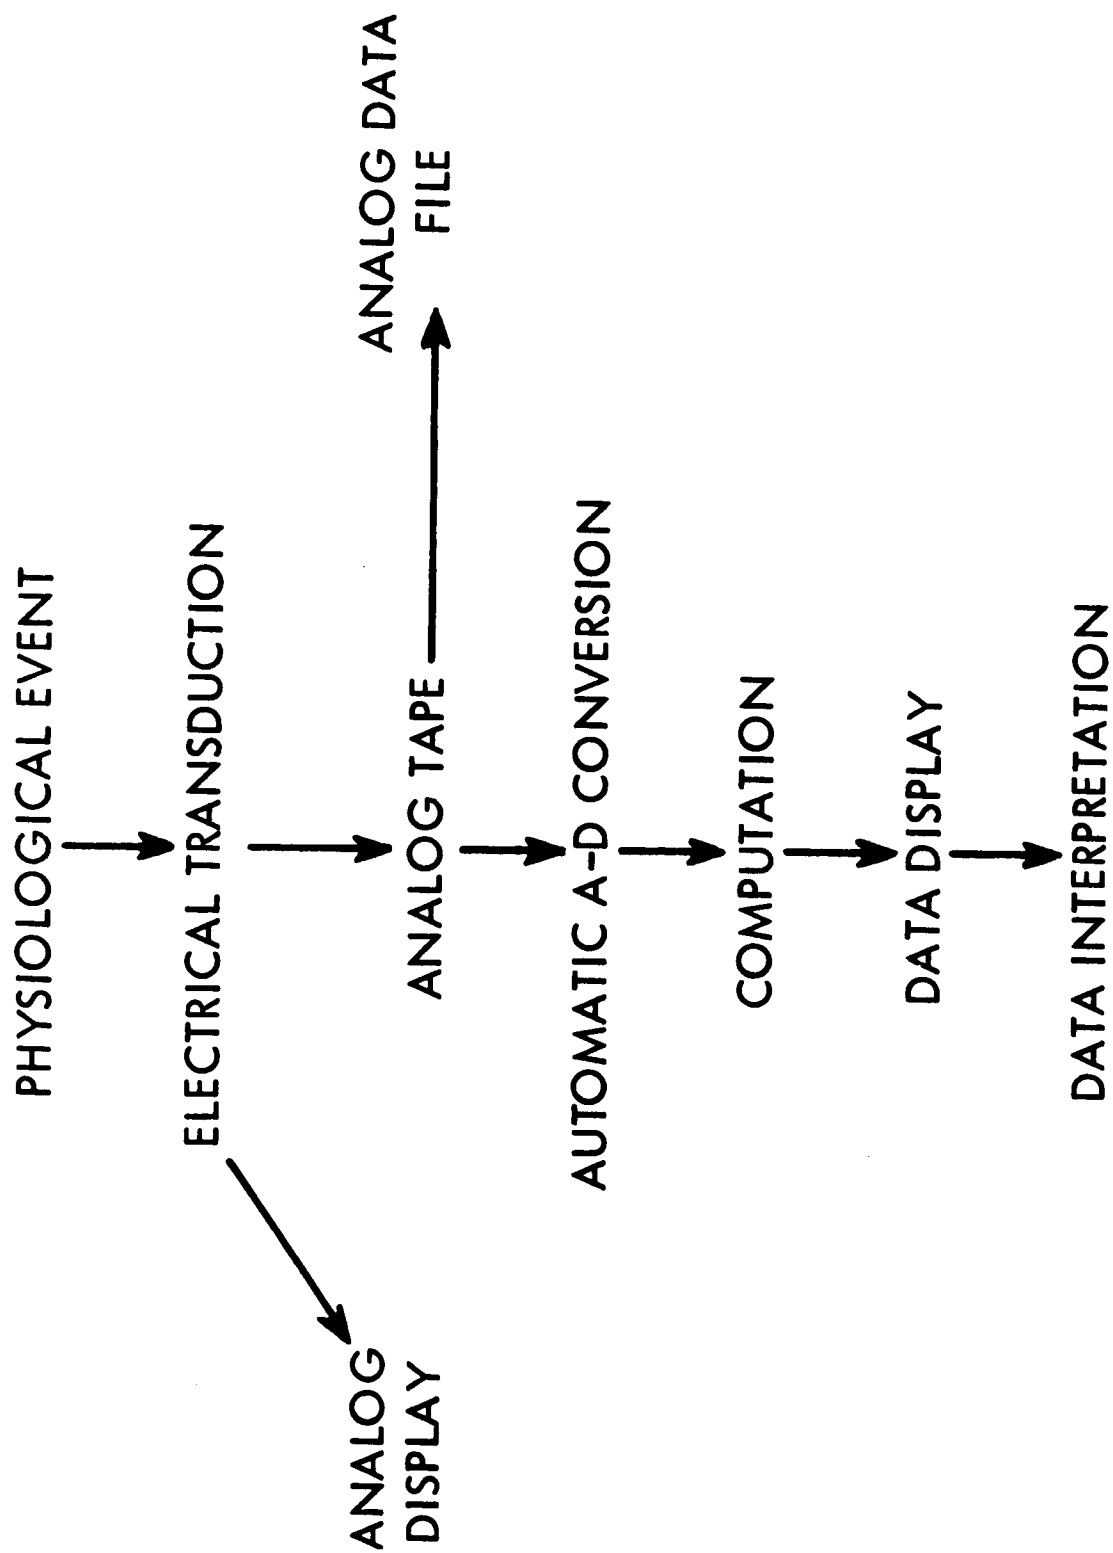 PHYSIOLOGICAL EVENT
ELECTRICAL TRANSDUCTION
ANALOG
DISPLAY
ANALOG TAPE
ANALOG DATA
FILE
AUTOMATIC A-D CONVERSION
COMPUTATION
DATA DISPLAY
DATA INTERPRETATION